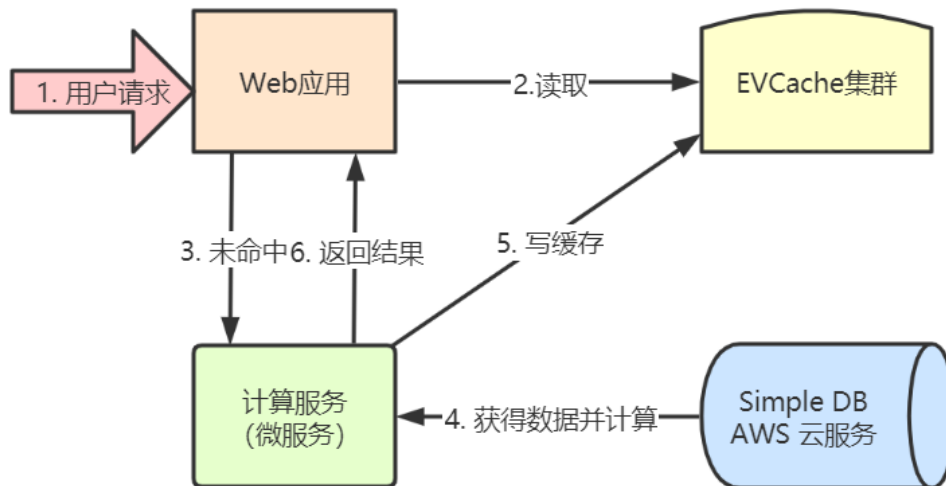 1. 用户请求
Web应用
2.读取
EVCache集群
3. 未命中
6. 返回结果
5. 写缓存
计算服务
（微服务）
4. 获得数据并计算
Simple DB
AWS 云服务